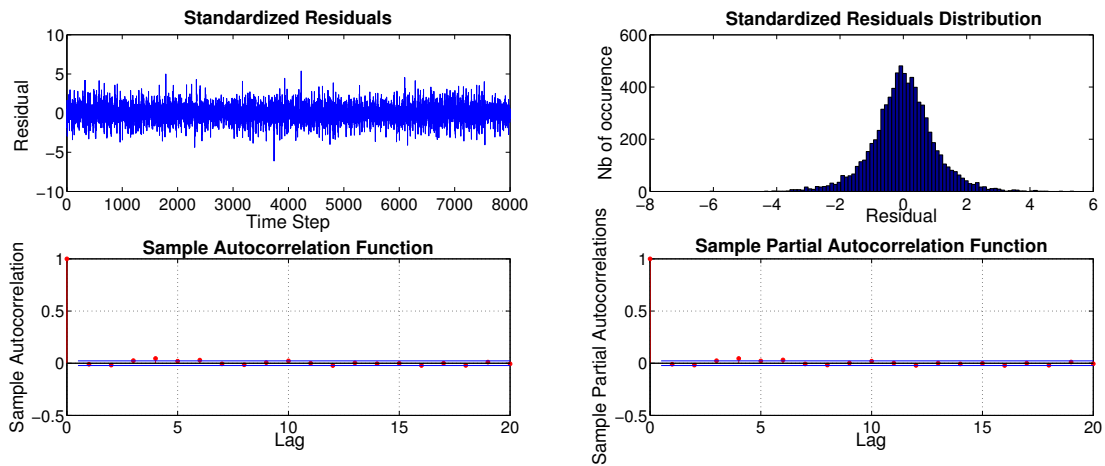 Standardized Residuals
Residual
10
5
0
−5
−10
0 1000 2000 3000 4000 5000 6000 7000 8000
Time Step
Standardized Residuals Distribution
Nb of occurence
600
400
200
0
−8 −6 −4 −2 0 2 4 6
Residual
Sample Autocorrelation Function
Sample Autocorrelation
1
0.5
0
−0.5
0 5 10 15 20
Lag
Sample Partial Autocorrelation Function
Sample Partial Autocorrelations
1
0.5
0
−0.5
0 5 10 15 20
Lag